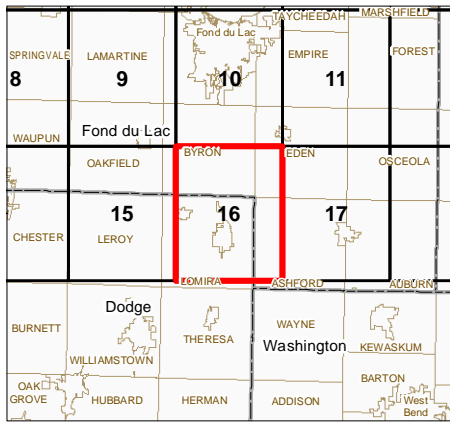 TAYCHEEDAH MARSHFIELD
Fond du Lac
SPRINGVALE LAMARTINE EMPIRE FOREST
8 9 10 11
WAUPUN Fond du Lac
OAKFIELD BYRON EDEN OSCEOLA
15 16 17
CHESTER LEROY
LOMIRA ASHFORD AUBURN
Dodge
BURNETT THERESA WAYNE
Washington KEWASKUM
WILLIAMSTOWN
BARTON
OAK
GROVE HUBBARD HERMAN ADDISON West
Bend